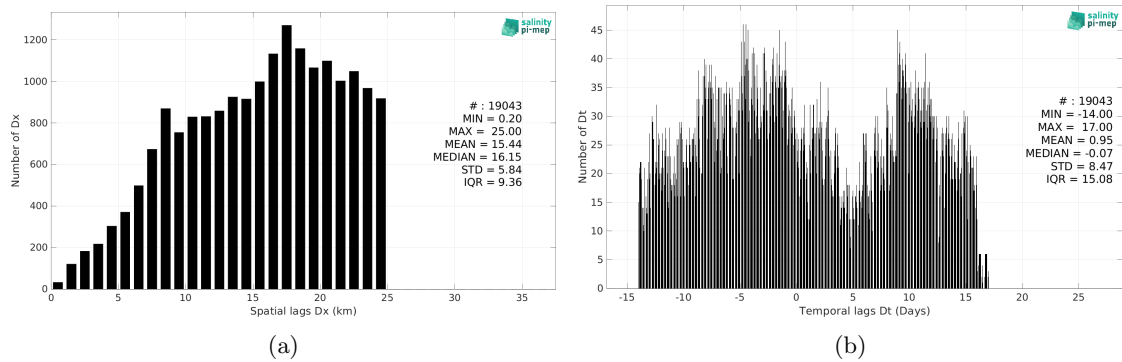 1200
1000
800
600
400
200
0
Number of Dx
0 5 10 15 20 25 30 35
Spatial lags Dx (km)
salinity
pi-mep
# : 19043
MIN = 0.20
MAX = 25.00
MEAN = 15.44
MEDIAN = 16.15
STD = 5.84
IQR = 9.36
(a)
45
40
35
30
25
20
15
10
5
0
Number of Dt
-15 -10 -5 0 5 10 15 20 25
Temporal lags Dt (Days)
salinity
pi-mep
# : 19043
MIN = -14.00
MAX = 17.00
MEAN = 0.95
MEDIAN = -0.07
STD = 8.47
IQR = 15.08
(b)